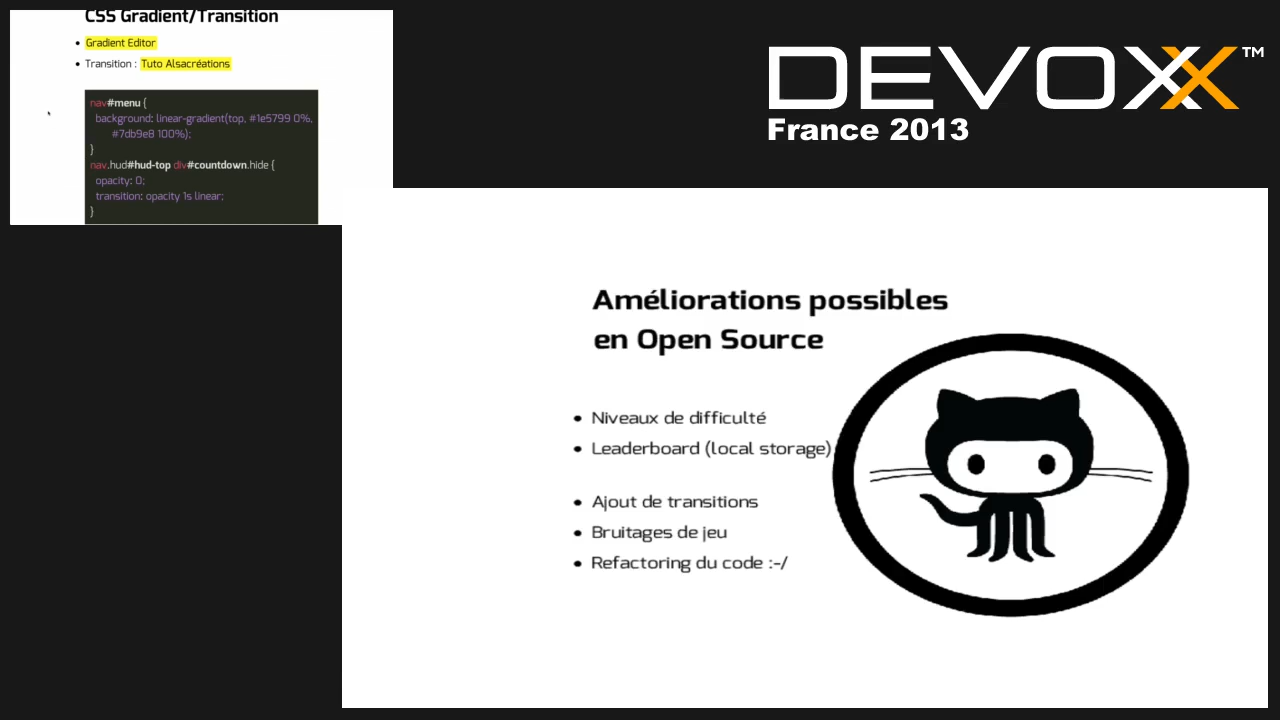 CSS Gradient/Transition
• Gradient Editor
• Transition : Tuto Alsacréations
nav#menu {
background: linear-gradient(top, #1e5799 0%,
#7db9e8 100%);
}
nav.hud#hud-top div#countdown.hide {
opacity: 0;
transition: opacity 1s linear;
}
DEVOXX™
France 2013
Améliorations possibles
en Open Source
• Niveaux de difficulté
• Leaderboard (local storage)
• Ajout de transitions
• Bruitages de jeu
• Refactoring du code :-/